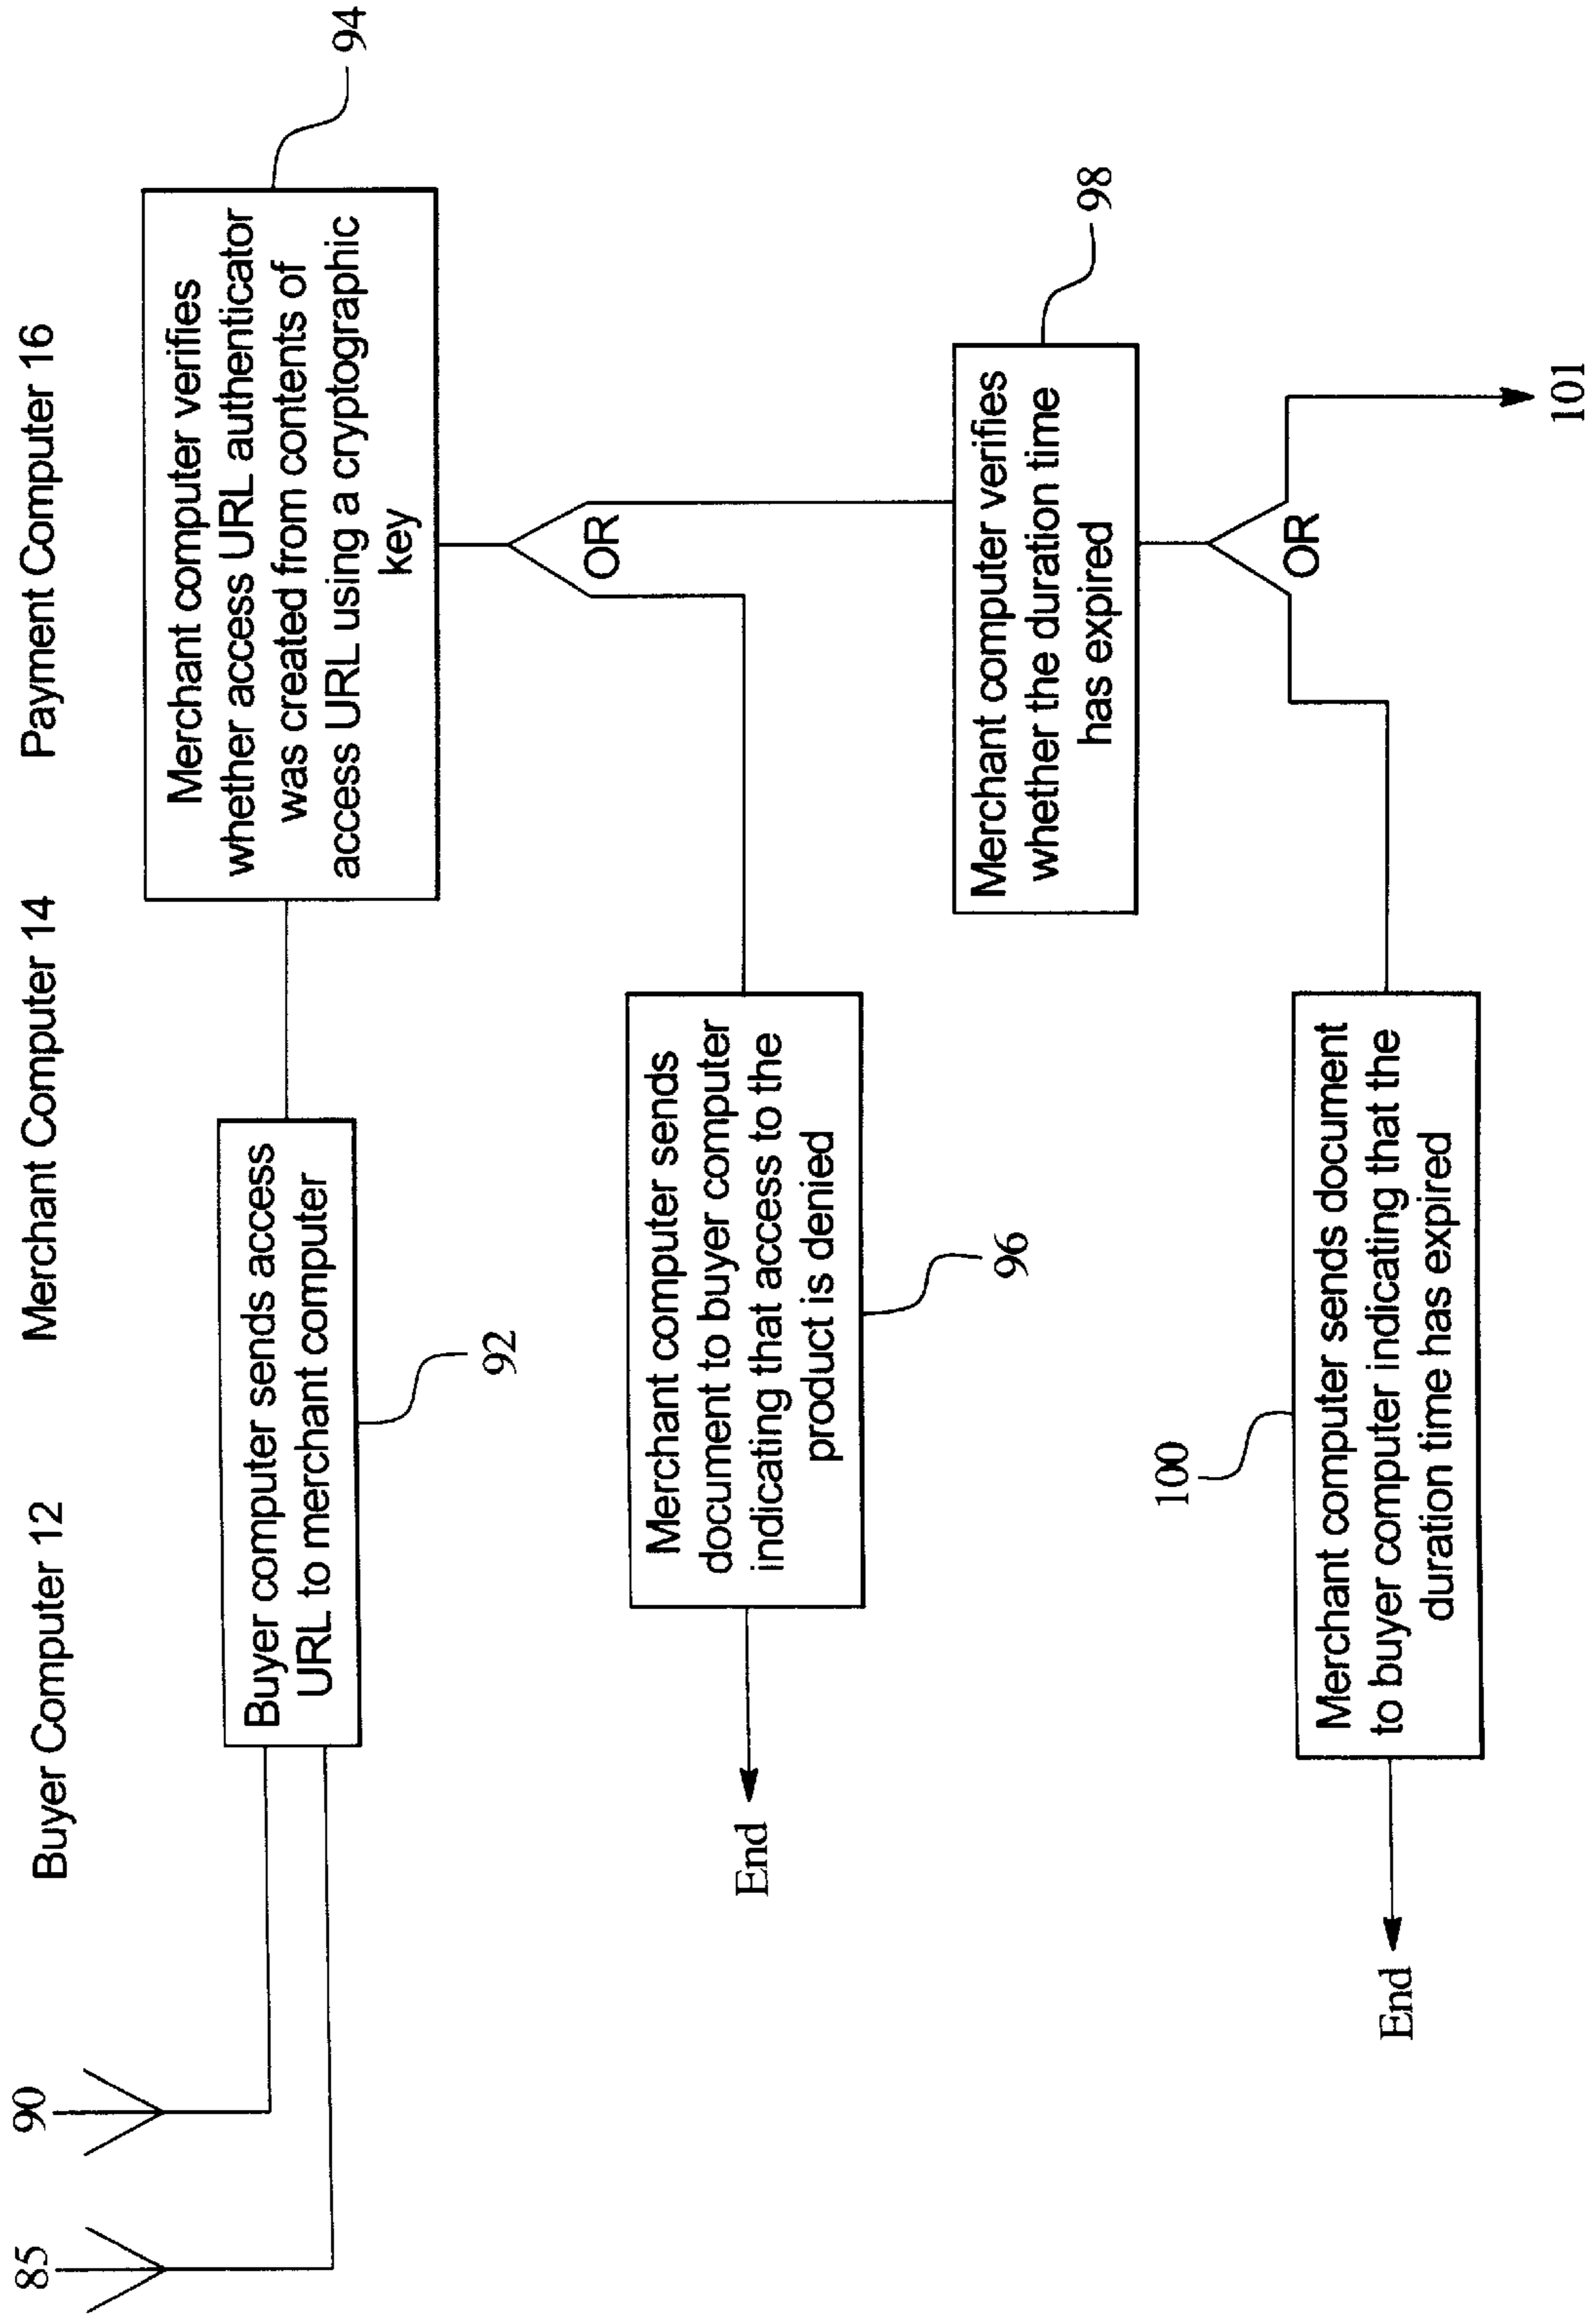 85
90
Buyer Computer 12
Merchant Computer 14
Payment Computer 16
Buyer computer sends access
URL to merchant computer
92
Merchant computer verifies
whether access URL authenticator
was created from contents of
access URL using a cryptographic
key
94
OR
Merchant computer sends
document to buyer computer
indicating that access to the
product is denied
96
End
Merchant computer verifies
whether the duration time
has expired
98
OR
100
Merchant computer sends document
to buyer computer indicating that the
duration time has expired
End
101